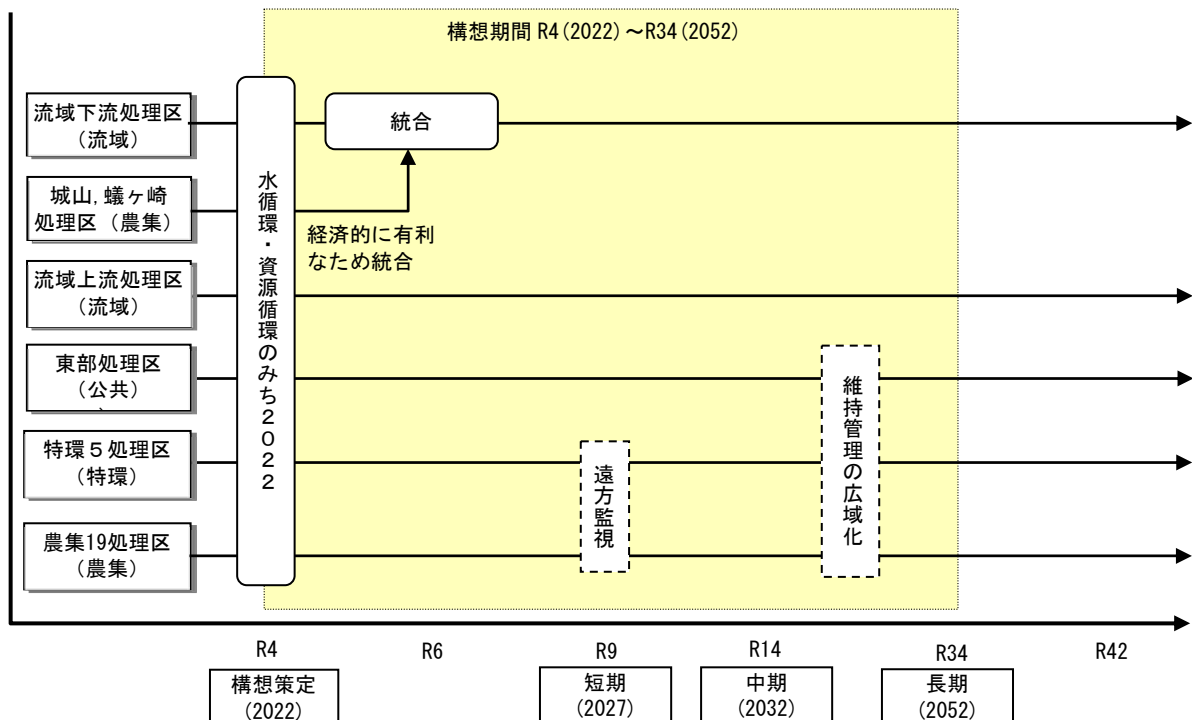 構想期間 R4(2022)～R34(2052)
流域下流処理区
(流域)
統合
城山,蟻ヶ崎
処理区(農集)
経済的に有利
なため統合
流域上流処理区
(流域)
東部処理区
(公共)
特環５処理区
(特環)
農集19処理区
(農集)
水循環・資源循環のみち２０２２
遠方監視
維持管理の広域化
R4
R6
R9
R14
R34
R42
構想策定
(2022)
短期
(2027)
中期
(2032)
長期
(2052)